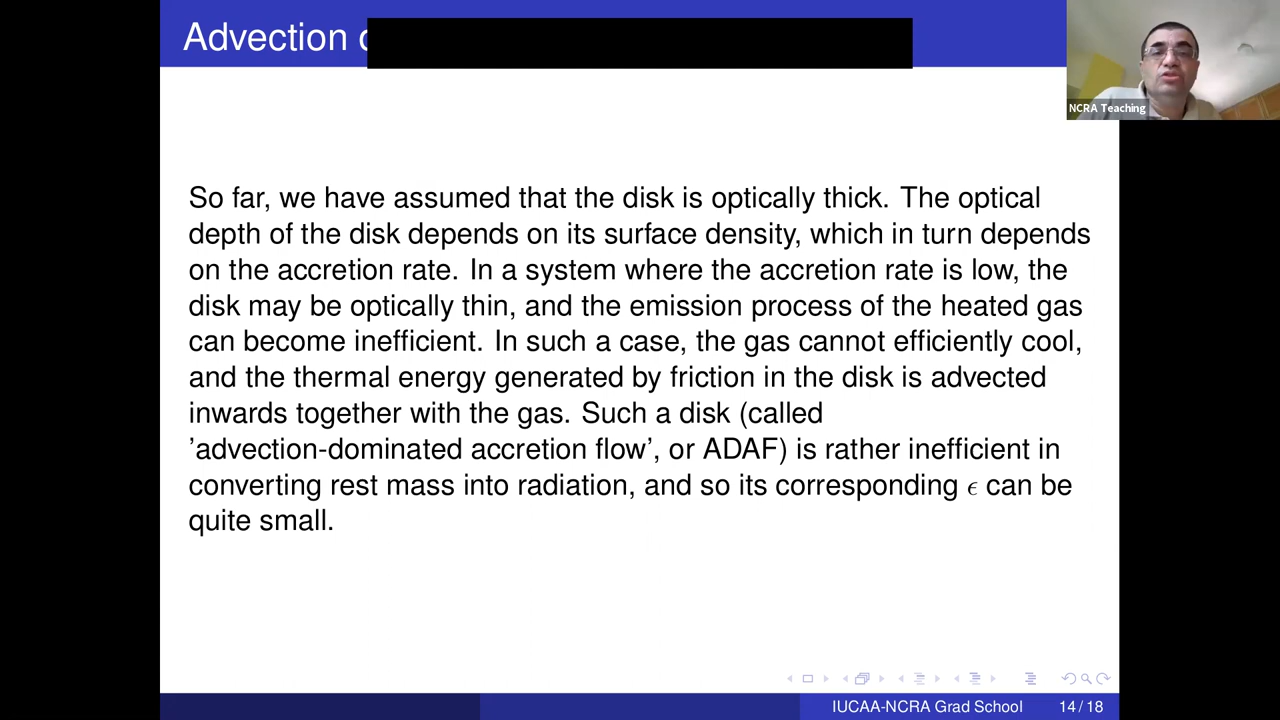 Advection
NCRA Teaching
So far, we have assumed that the disk is optically thick. The optical
depth of the disk depends on its surface density, which in turn depends
on the accretion rate. In a system where the accretion rate is low, the
disk may be optically thin, and the emission process of the heated gas
can become inefficient. In such a case, the gas cannot efficiently cool,
and the thermal energy generated by friction in the disk is advected
inwards together with the gas. Such a disk (called
'advection-dominated accretion flow', or ADAF) is rather inefficient in
converting rest mass into radiation, and so its corresponding ϵ can be
quite small.
IUCAA-NCRA Grad School 14 / 18